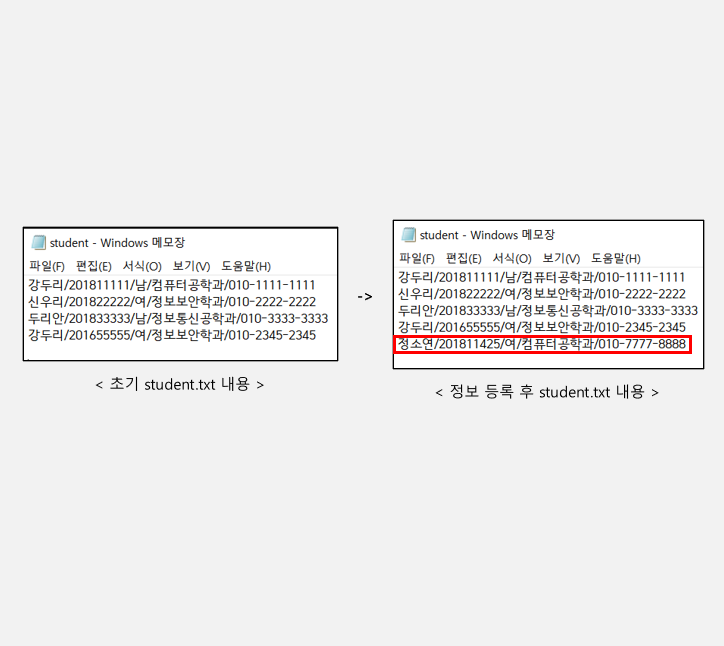 student - Windows 메모장
파일(F) 편집(E) 서식(O) 보기(V) 도움말(H)
강두리/201811111/남/컴퓨터공학과/010-1111-1111
신우리/201822222/여/정보보안학과/010-2222-2222
두리안/201833333/남/정보통신공학과/010-3333-3333
강두리/201655555/여/정보보안학과/010-2345-2345
< 초기 student.txt 내용 >
->
student - Windows 메모장
파일(F) 편집(E) 서식(O) 보기(V) 도움말(H)
강두리/201811111/남/컴퓨터공학과/010-1111-1111
신우리/201822222/여/정보보안학과/010-2222-2222
두리안/201833333/남/정보통신공학과/010-3333-3333
강두리/201655555/여/정보보안학과/010-2345-2345
정소연/201811425/여/컴퓨터공학과/010-7777-8888
< 정보 등록 후 student.txt 내용 >